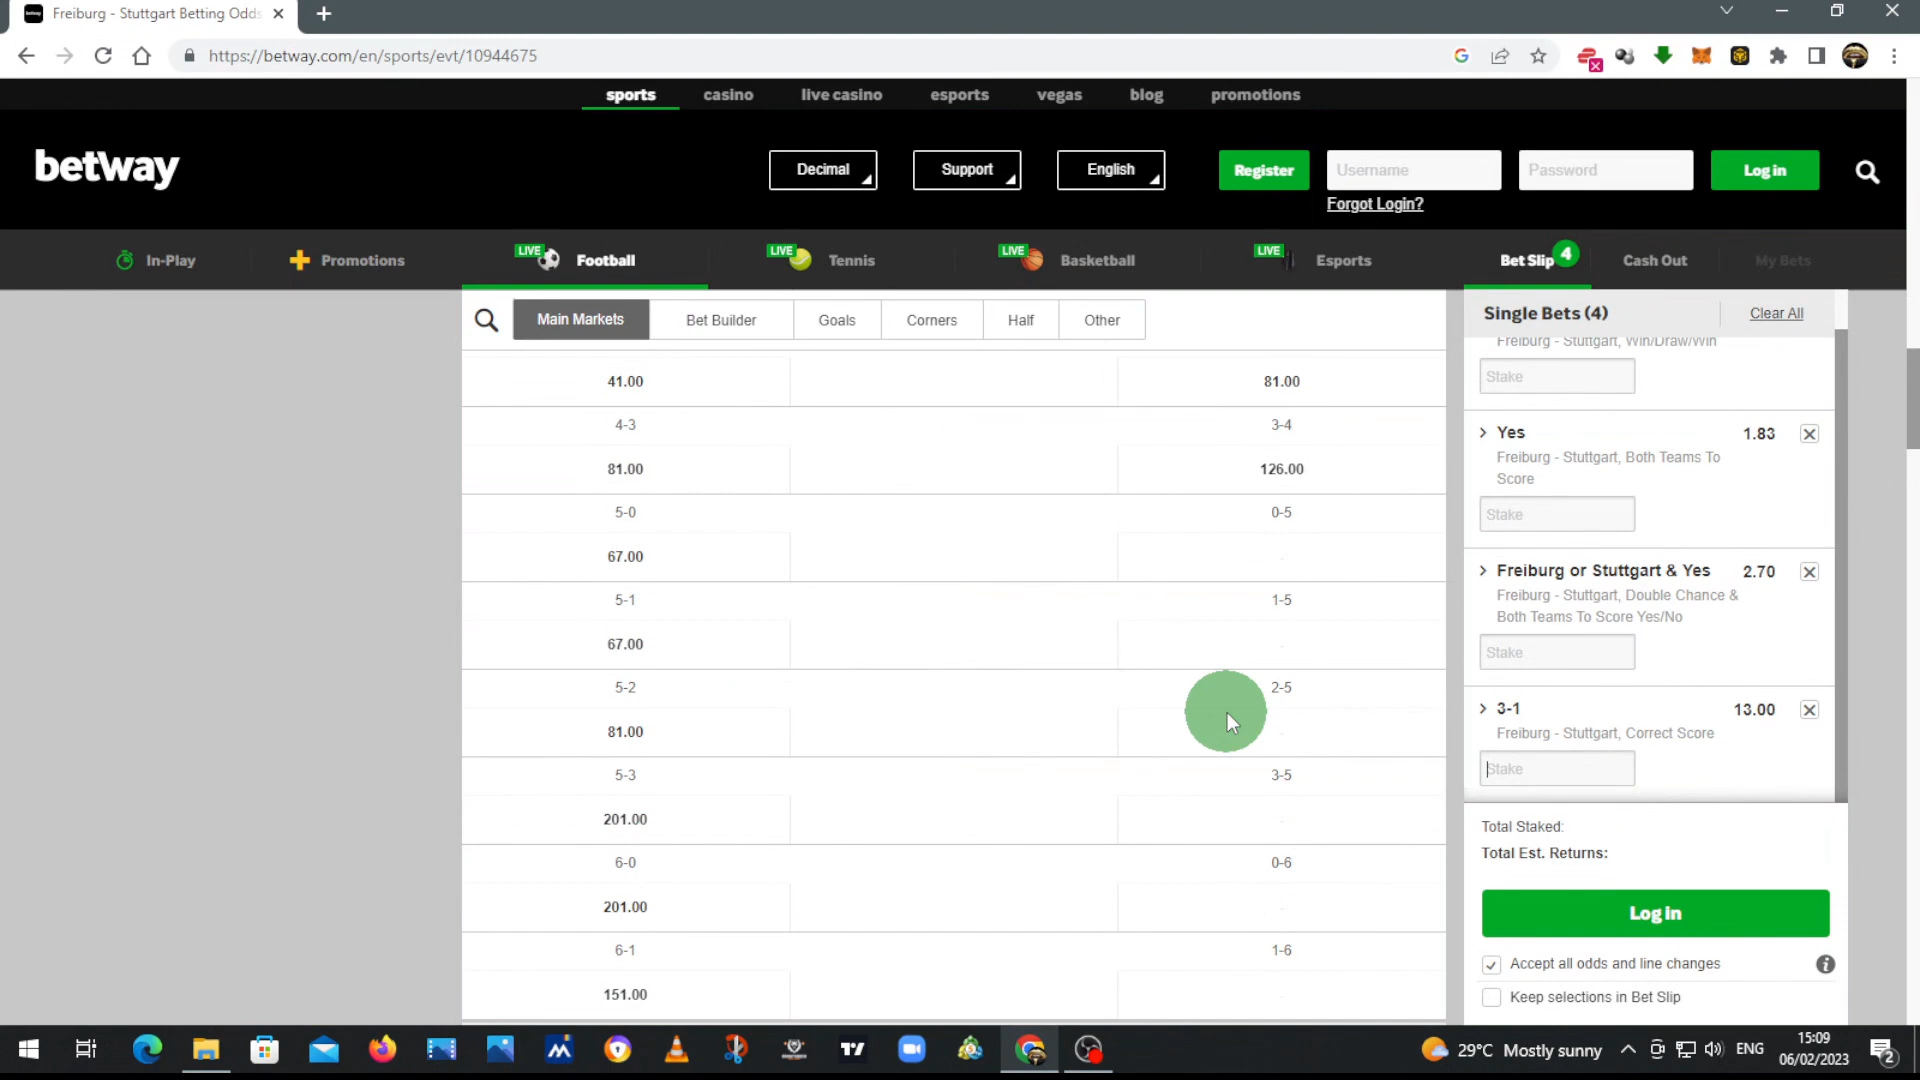 Freiburg - Stuttgart Betting Odds
https://betway.com/en/sports/evt/10944675
sports casino live casino esports vegas blog promotions
betway
Decimal Support English Register Username Password Log in
Forgot Login?
In-Play Promotions LIVE Football LIVE Tennis LIVE Basketball LIVE Esports Bet Slip 4 Cash Out My Bets
Main Markets Bet Builder Goals Corners Half Other
41.00 81.00
4-3 3-4
81.00 126.00
5-0 0-5
67.00 -
5-1 1-5
67.00 -
5-2 2-5
81.00 -
5-3 3-5
201.00 -
6-0 0-6
201.00 -
6-1 1-6
151.00 -
Single Bets (4) Clear All
Freiburg - Stuttgart, Win/Draw/Win
Stake
Yes 1.83
Freiburg - Stuttgart, Both Teams To
Score
Stake
Freiburg or Stuttgart & Yes 2.70
Freiburg - Stuttgart, Double Chance &
Both Teams To Score Yes/No
Stake
3-1 13.00
Freiburg - Stuttgart, Correct Score
Stake
Total Staked:
Total Est. Returns:
Log in
Accept all odds and line changes
Keep selections in Bet Slip
29°C Mostly sunny ENG 15:09
06/02/2023 2